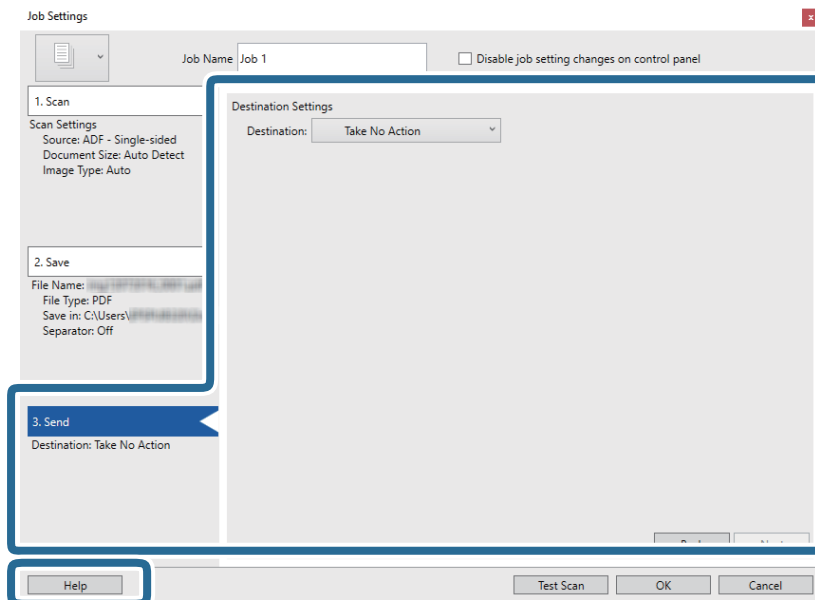 Job Settings
x
Job Name Job 1
Disable job setting changes on control panel
1. Scan
Scan Settings
Source: ADF - Single-sided
Document Size: Auto Detect
Image Type: Auto
2. Save
File Name:
File Type: PDF
Save in: C:\Users\
Separator: Off
3. Send
Destination: Take No Action
Destination Settings
Destination: Take No Action
Help
Test Scan
OK
Cancel